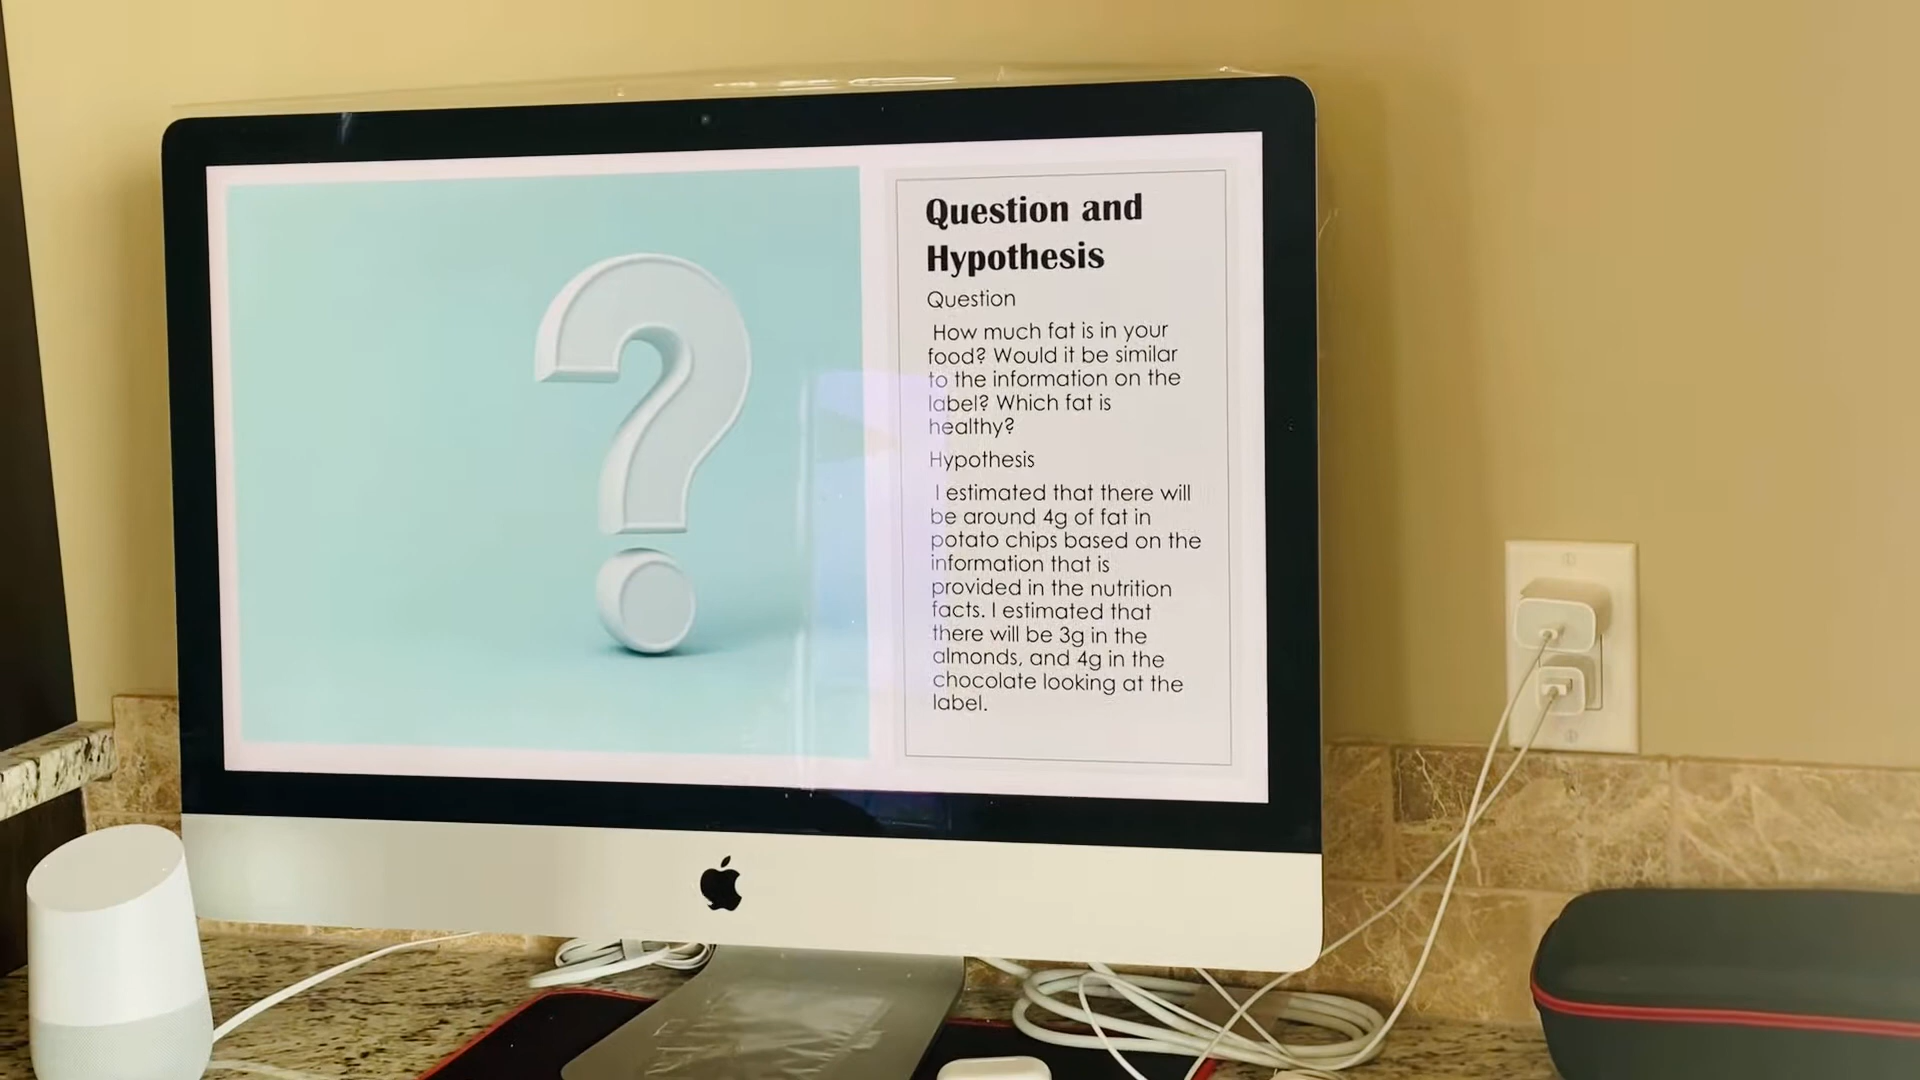 Question and
Hypothesis
Question
How much fat is in your
food? Would it be similar
to the information on the
label? Which fat is
healthy?
Hypothesis
I estimated that there will
be around 4g of fat in
potato chips based on the
information that is
provided in the nutrition
facts. I estimated that
there will be 3g in the
almonds, and 4g in the
chocolate looking at the
label.